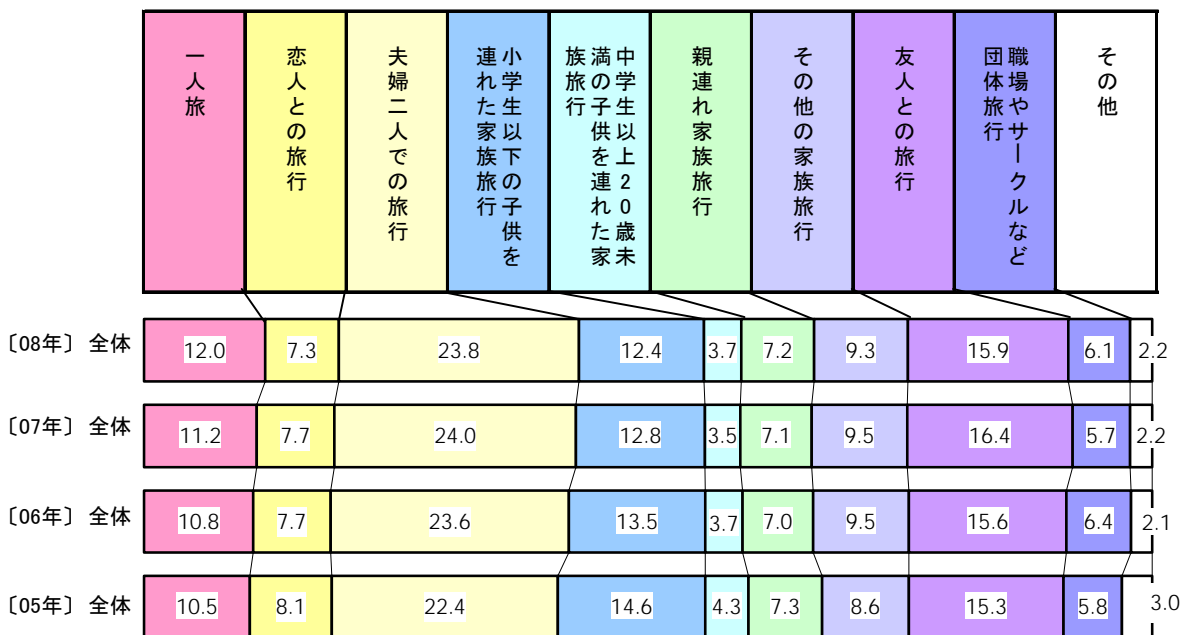 一人旅
恋人との旅行
夫婦二人での旅行
小学生以下の子供を
連れた家族旅行
中学生以上20歳未
満の子供を連れた家
族旅行
親連れ家族旅行
その他の家族旅行
友人との旅行
職場やサークルなど
団体旅行
その他
〔08年〕 全体 12.0 7.3 23.8 12.4 3.7 7.2 9.3 15.9 6.1 2.2
〔07年〕 全体 11.2 7.7 24.0 12.8 3.5 7.1 9.5 16.4 5.7 2.2
〔06年〕 全体 10.8 7.7 23.6 13.5 3.7 7.0 9.5 15.6 6.4 2.1
〔05年〕 全体 10.5 8.1 22.4 14.6 4.3 7.3 8.6 15.3 5.8 3.0